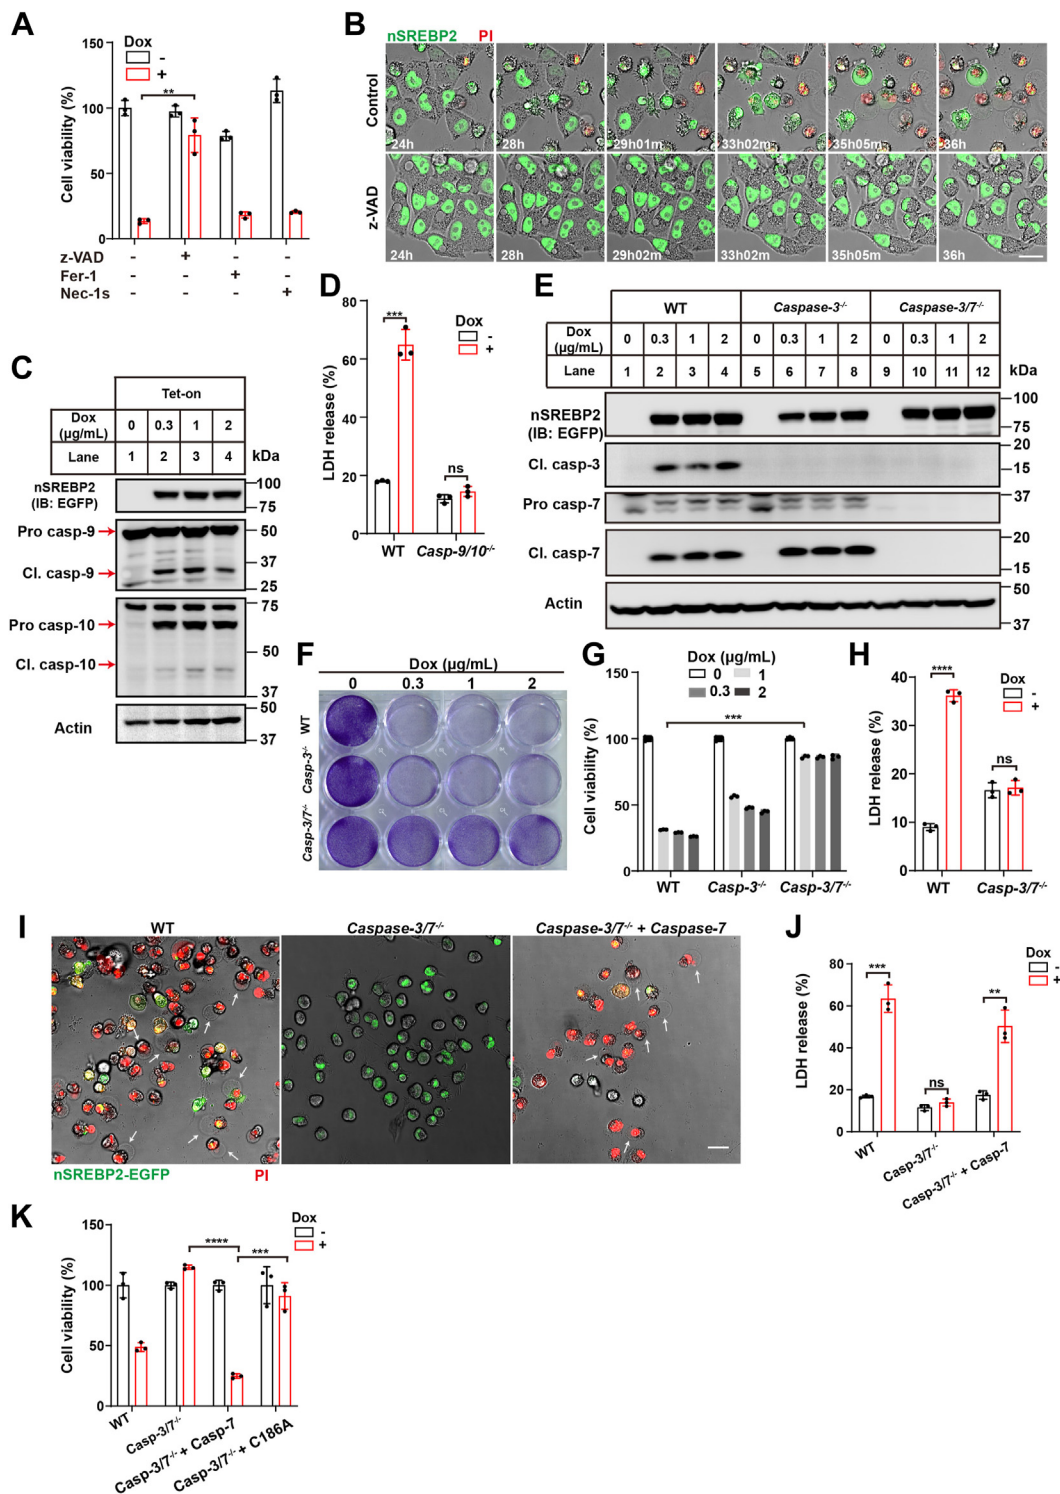 A
Dox
-
+
Cell viability (%)
150
100
50
0
**
z-VAD - + - -
Fer-1 - - + -
Nec-1s - - - +
B
nSREBP2 PI
Control
24h 28h 29h01m 33h02m 35h05m 36h
z-VAD
24h 28h 29h02m 33h02m 35h05m 36h
C
Tet-on
Dox (μg/mL) 0 0.3 1 2
Lane 1 2 3 4 kDa
nSREBP2 (IB: EGFP) 100 75
Pro casp-9 50
37
Cl. casp-9
25
75
Pro casp-10
50
Cl. casp-10
37
50
Actin
37
D
Dox
-
+
LDH release (%)
80
60
40
20
0
*** ns
WT Casp-9/10-/-
E
WT Caspase-3-/- Caspase-3/7-/-
Dox (μg/mL) 0 0.3 1 2 0 0.3 1 2 0 0.3 1 2
Lane 1 2 3 4 5 6 7 8 9 10 11 12 kDa
nSREBP2 (IB: EGFP) 100 75
20
Cl. casp-3 15
Pro casp-7 37
30
20
Cl. casp-7
15
50
Actin
37
F
Dox (μg/mL)
0 0.3 1 2
WT
Casp-3-/-
Casp-3/7-/-
G
Dox (μg/mL)
0 1
0.3 2
Cell viability (%)
150
100
50
0
***
WT Casp-3-/- Casp-3/7-/-
H
Dox
-
+
LDH release (%)
40
30
20
10
0
**** ns
WT Casp-3/7-/-
I
WT Caspase-3/7-/- Caspase-3/7-/- + Caspase-7
nSREBP2-EGFP PI
J
Dox
-
+
LDH release (%)
80
60
40
20
0
*** ns **
WT Casp-3/7-/- Casp-3/7-/- + Casp-7
K
Dox
-
+
Cell viability (%)
150
100
50
0
**** ***
WT Casp-3/7-/- Casp-3/7-/- + Casp-7 Casp-3/7-/- + C186A